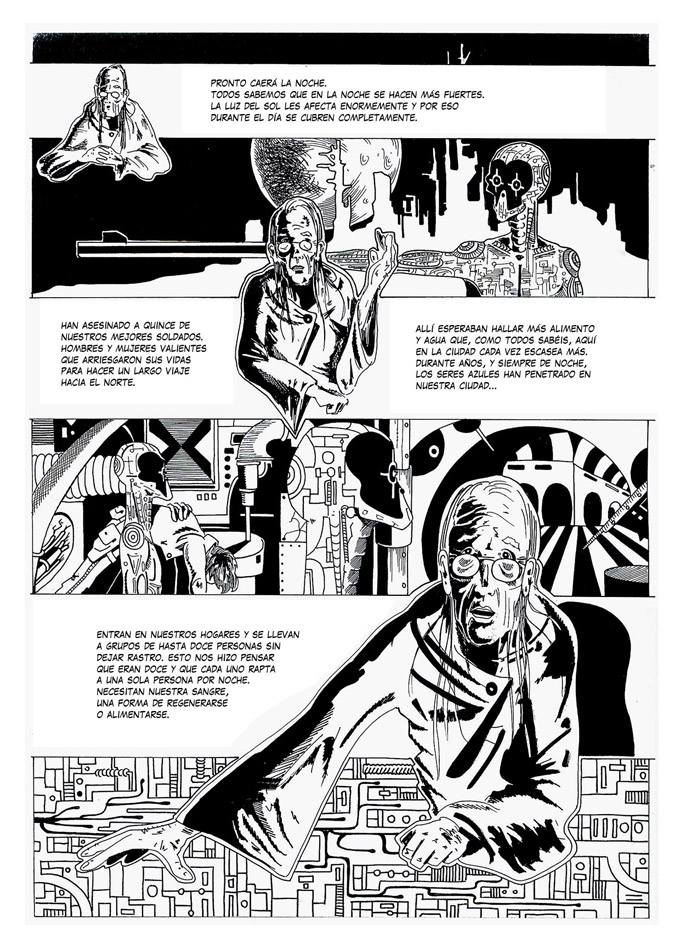 PRONTO CAERÁ LA NOCHE.
TODOS SABEMOS QUE EN LA NOCHE SE HACEN MÁS FUERTES.
LA LUZ DEL SOL LES AFECTA ENORMEMENTE Y POR ESO
DURANTE EL DÍA SE CUBREN COMPLETAMENTE.
HAN ASESINADO A QUINCE DE
NUESTROS MEJORES SOLDADOS.
HOMBRES Y MUJERES VALIENTES
QUE ARRIESGARON SUS VIDAS
PARA HACER UN LARGO VIAJE
HACIA EL NORTE.
ALLÍ ESPERABAN HALLAR MÁS ALIMENTO
Y AGUA QUE, COMO TODOS SABÉIS, AQUÍ
EN LA CIUDAD CADA VEZ ESCASEA MÁS.
DURANTE AÑOS, Y SIEMPRE DE NOCHE,
LOS SERES AZULES HAN PENETRADO EN
NUESTRA CIUDAD...
ENTRAN EN NUESTROS HOGARES Y SE LLEVAN
A GRUPOS DE HASTA DOCE PERSONAS SIN
DEJAR RASTRO. ESTO NOS HIZO PENSAR
QUE ERAN DOCE Y QUE CADA UNO RAPTA
A UNA SOLA PERSONA POR NOCHE.
NECESITAN NUESTRA SANGRE,
UNA FORMA DE REGENERARSE
O ALIMENTARSE.